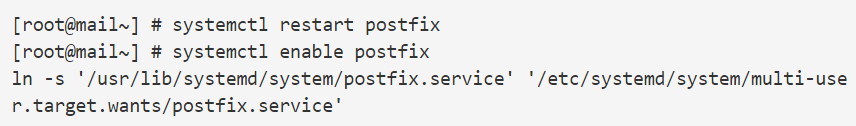 [root@mail~] # systemctl restart postfix
[root@mail~] # systemctl enable postfix
ln -s '/usr/lib/systemd/system/postfix.service' '/etc/systemd/system/multi-use
r.target.wants/postfix.service'